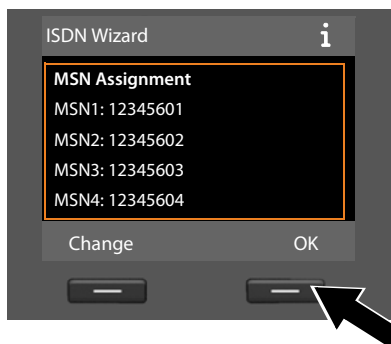 ISDN Wizard i
MSN Assignment
MSN1: 12345601
MSN2: 12345602
MSN3: 12345603
MSN4: 12345604
Change OK